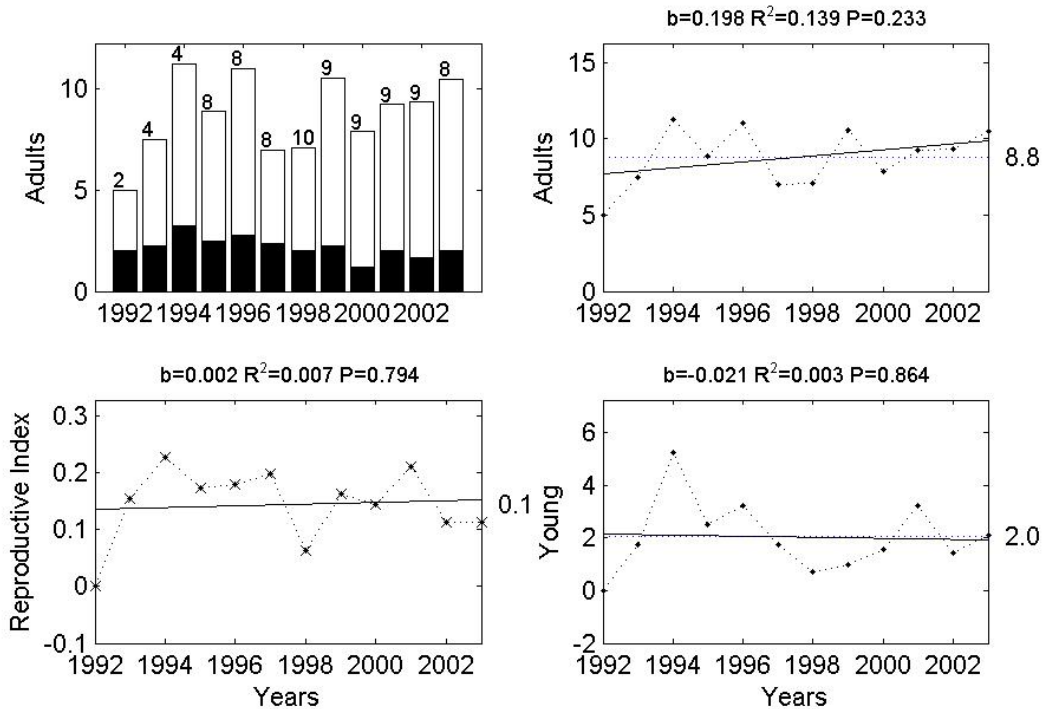 Adults
10
5
0
2 4 4 8 8 8 10 9 9 9 9 8
1992 1994 1996 1998 2000 2002
b=0.198 R²=0.139 P=0.233
Adults
15
10
5
0
8.8
1992 1994 1996 1998 2000 2002
b=0.002 R²=0.007 P=0.794
Reproductive Index
0.3
0.2
0.1
0
-0.1
0.1
1992 1994 1996 1998 2000 2002
Years
b=-0.021 R²=0.003 P=0.864
Young
6
4
2
0
-2
2.0
1992 1994 1996 1998 2000 2002
Years